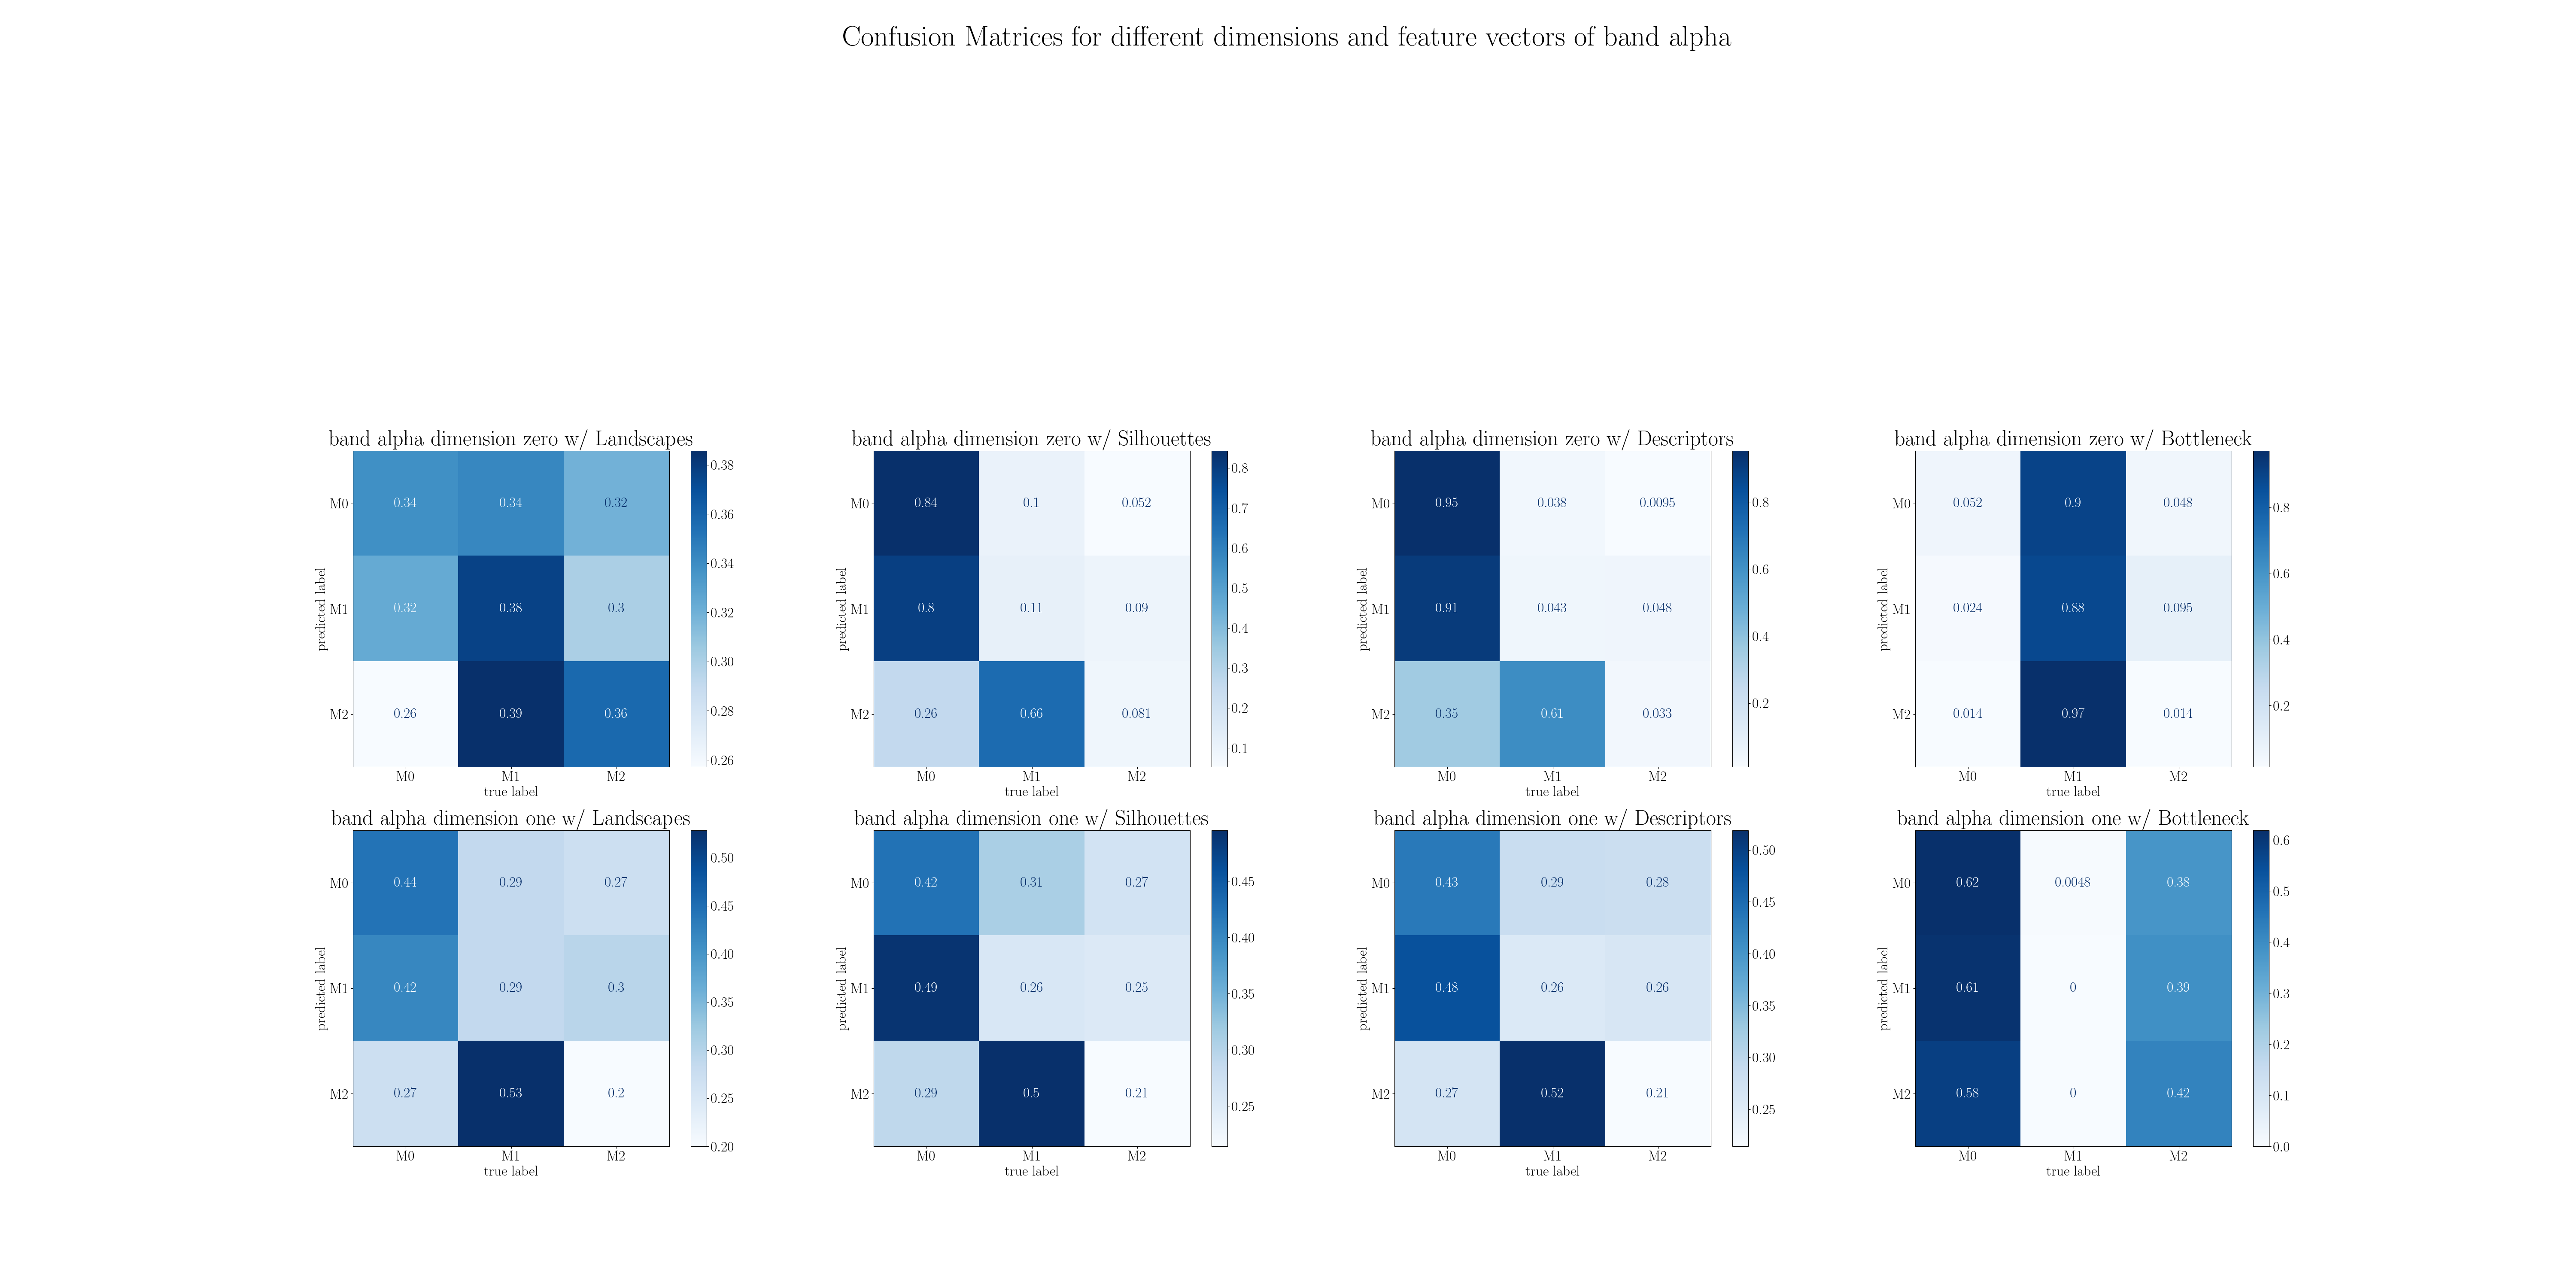 Confusion Matrices for different dimensions and feature vectors of band alpha
band alpha dimension zero w/ Landscapes
predicted label
M0 0.34 0.34 0.32
M1 0.32 0.38 0.3
M2 0.26 0.39 0.36
M0 M1 M2
true label
0.38
0.36
0.34
0.32
0.30
0.28
0.26
band alpha dimension zero w/ Silhouettes
predicted label
M0 0.84 0.1 0.052
M1 0.8 0.11 0.09
M2 0.26 0.66 0.081
M0 M1 M2
true label
0.8
0.7
0.6
0.5
0.4
0.3
0.2
0.1
band alpha dimension zero w/ Descriptors
predicted label
M0 0.95 0.038 0.0095
M1 0.91 0.043 0.048
M2 0.35 0.61 0.033
M0 M1 M2
true label
0.8
0.6
0.4
0.2
band alpha dimension zero w/ Bottleneck
predicted label
M0 0.052 0.9 0.048
M1 0.024 0.88 0.095
M2 0.014 0.97 0.014
M0 M1 M2
true label
0.8
0.6
0.4
0.2
band alpha dimension one w/ Landscapes
predicted label
M0 0.44 0.29 0.27
M1 0.42 0.29 0.3
M2 0.27 0.53 0.2
M0 M1 M2
true label
0.50
0.45
0.40
0.35
0.30
0.25
0.20
band alpha dimension one w/ Silhouettes
predicted label
M0 0.42 0.31 0.27
M1 0.49 0.26 0.25
M2 0.29 0.5 0.21
M0 M1 M2
true label
0.45
0.40
0.35
0.30
0.25
band alpha dimension one w/ Descriptors
predicted label
M0 0.43 0.29 0.28
M1 0.48 0.26 0.26
M2 0.27 0.52 0.21
M0 M1 M2
true label
0.50
0.45
0.40
0.35
0.30
0.25
band alpha dimension one w/ Bottleneck
predicted label
M0 0.62 0.0048 0.38
M1 0.61 0 0.39
M2 0.58 0 0.42
M0 M1 M2
true label
0.6
0.5
0.4
0.3
0.2
0.1
0.0